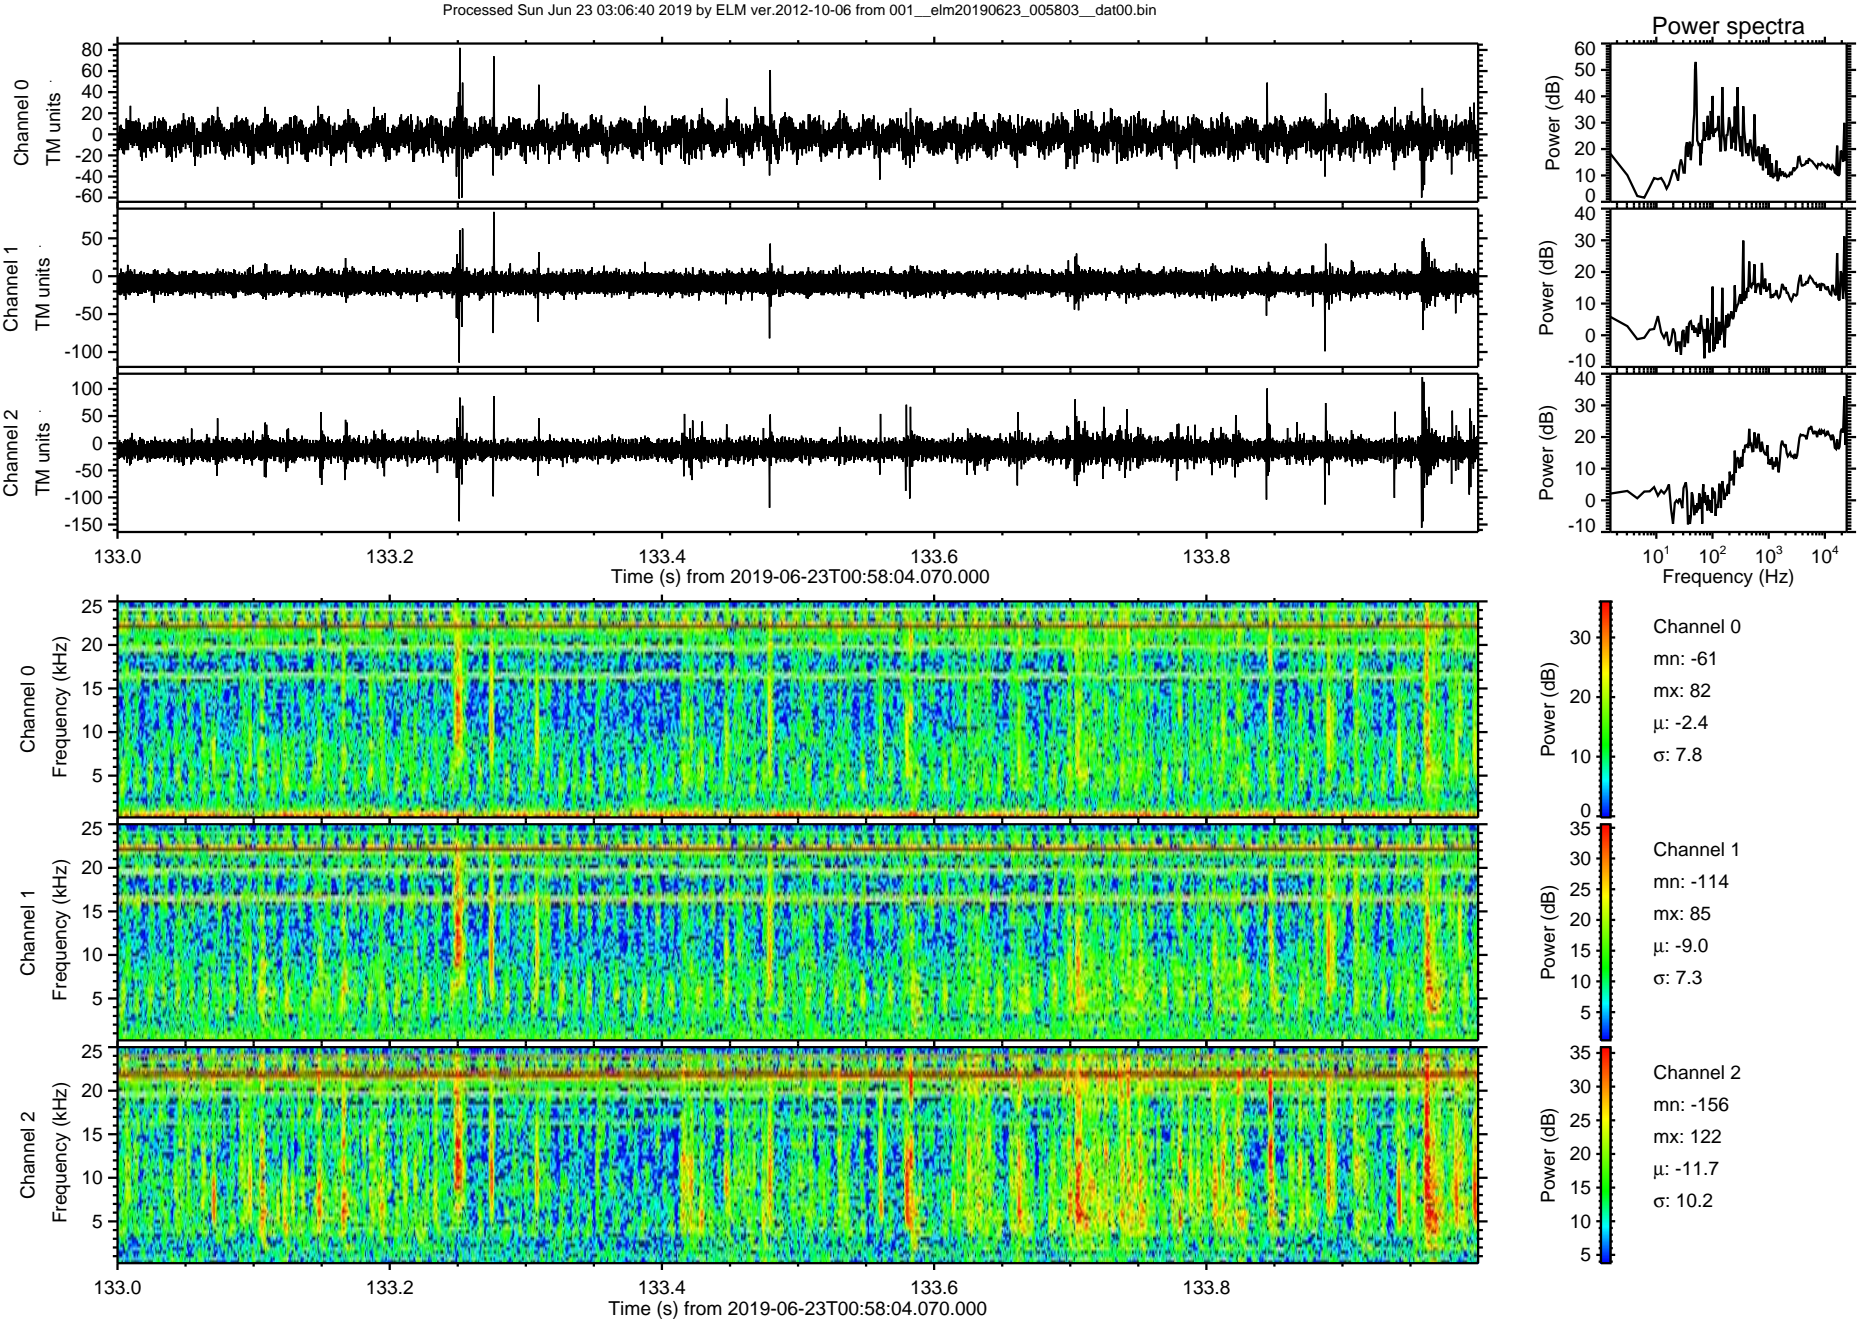 Processed Sun Jun 23 03:06:40 2019 by ELM ver.2012-10-06 from 001__elm20190623_005803__dat00.bin
Power spectra
Channel 0
TM units
80
60
40
20
0
-20
-40
-60
Power (dB)
60
50
40
30
20
10
0
Channel 1
TM units
50
0
-50
-100
Power (dB)
40
30
20
10
0
-10
Channel 2
TM units
100
50
0
-50
-100
-150
Power (dB)
40
30
20
10
0
-10
133.0 133.2 133.4 133.6 133.8
Time (s) from 2019-06-23T00:58:04.070.000
10¹ 10² 10³ 10⁴
Frequency (Hz)
Channel 0
Frequency (kHz)
25
20
15
10
5
Power (dB)
30
20
10
0
Channel 0
mn: -61
mx: 82
μ: -2.4
σ: 7.8
Channel 1
Frequency (kHz)
25
20
15
10
5
Power (dB)
35
30
25
20
15
10
5
Channel 1
mn: -114
mx: 85
μ: -9.0
σ: 7.3
Channel 2
Frequency (kHz)
25
20
15
10
5
Power (dB)
35
30
25
20
15
10
5
Channel 2
mn: -156
mx: 122
μ: -11.7
σ: 10.2
133.0 133.2 133.4 133.6 133.8
Time (s) from 2019-06-23T00:58:04.070.000